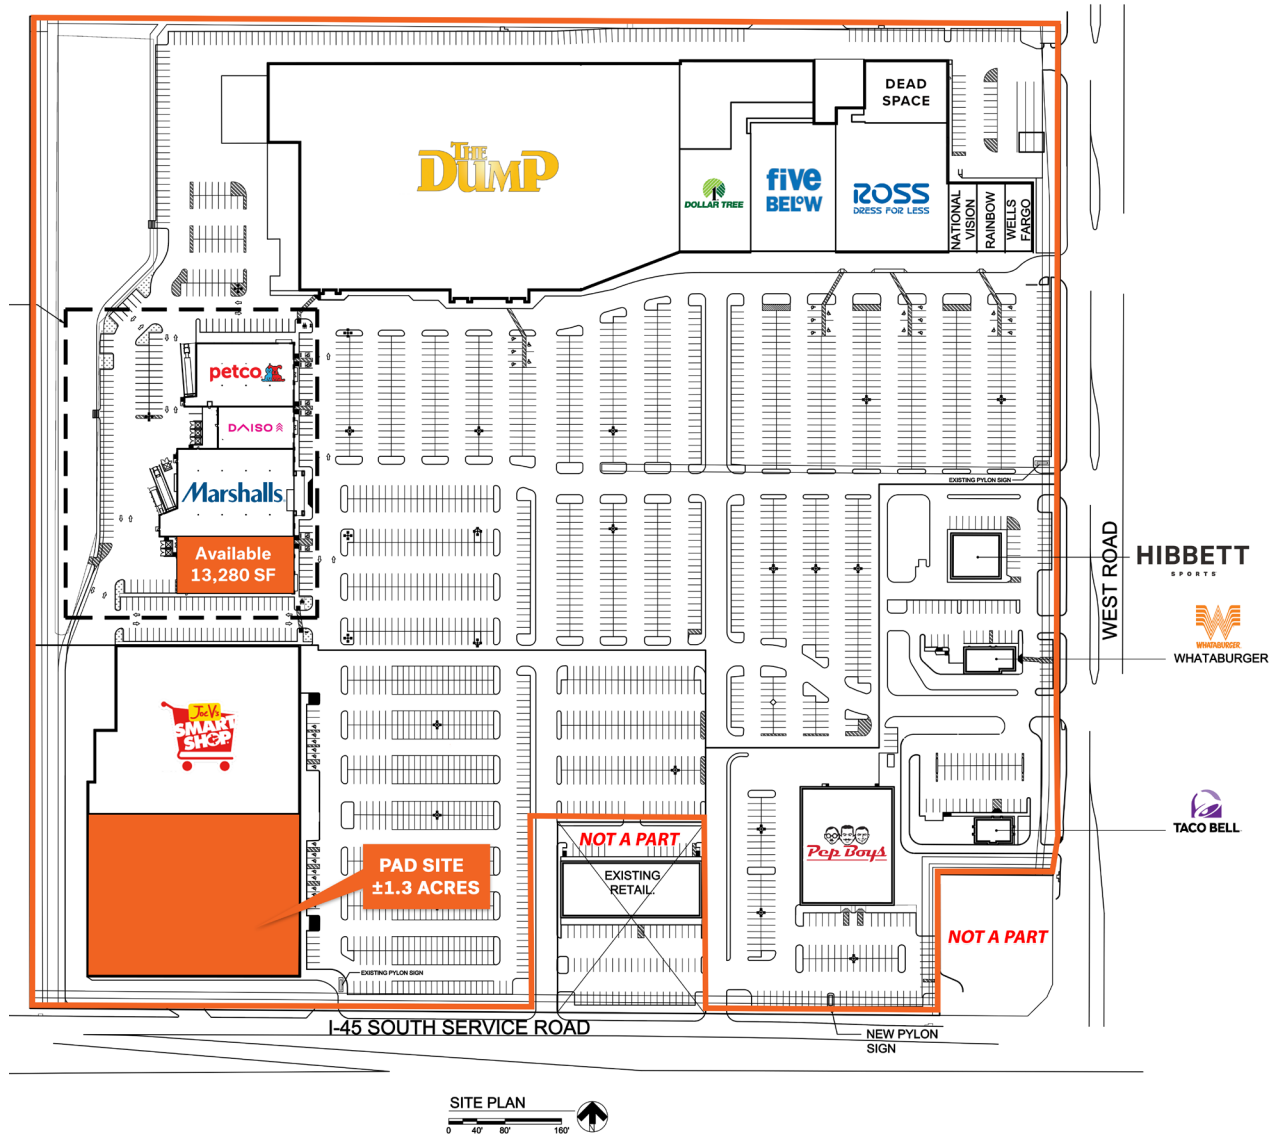 DEAD
SPACE
THE
DUMP
DOLLAR TREE
five
BELOW
ROSS
DRESS FOR LESS
NATIONAL
VISION
RAINBOW
WELLS
FARGO
petco
DAISO
Marshalls
EXISTING PYLON SIGN
Available
13,280 SF
WEST ROAD
HIBBETT
SPORTS
WHATABURGER
WHATABURGER
Joe V's
SMART
SHOP
TACO BELL
NOT A PART
Pep Boys
PAD SITE
±1.3 ACRES
EXISTING
RETAIL.
NOT A PART
EXISTING PYLON SIGN
I-45 SOUTH SERVICE ROAD
NEW PYLON
SIGN
SITE PLAN
0 40' 80' 160'